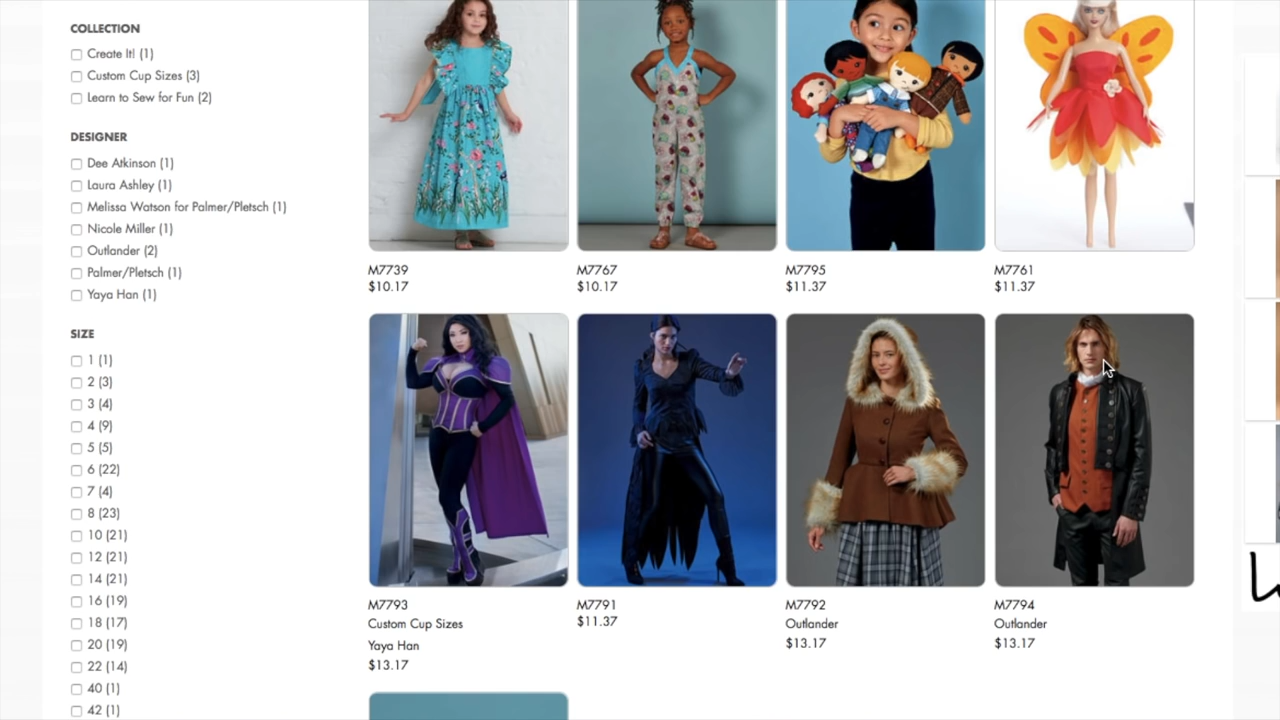 COLLECTION
Create It! (1)
Custom Cup Sizes (3)
Learn to Sew for Fun (2)
DESIGNER
Dee Atkinson (1)
Laura Ashley (1)
Melissa Watson for Palmer/Pletsch (1)
Nicole Miller (1)
Outlander (2)
Palmer/Pletsch (1)
Yaya Han (1)
SIZE
1 (1)
2 (3)
3 (4)
4 (9)
5 (5)
6 (22)
7 (4)
8 (23)
10 (21)
12 (21)
14 (21)
16 (19)
18 (17)
20 (19)
22 (14)
40 (1)
42 (1)
M7739
$10.17
M7767
$10.17
M7795
$11.37
M7761
$11.37
M7793
Custom Cup Sizes
Yaya Han
$13.17
M7791
$11.37
M7792
Outlander
$13.17
M7794
Outlander
$13.17